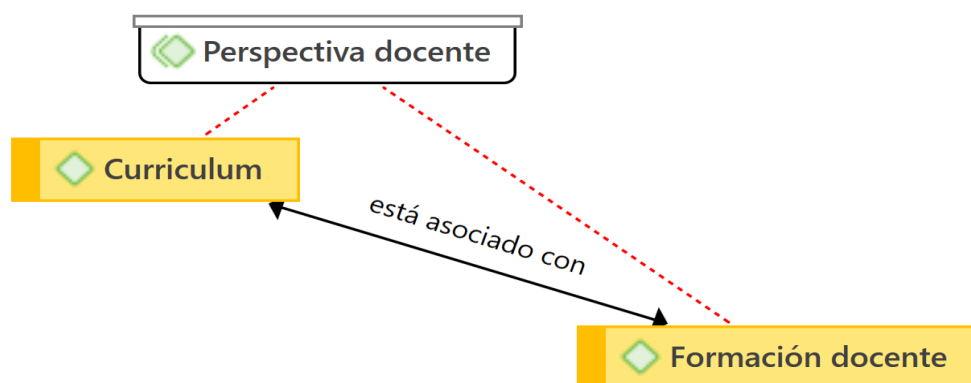 Perspectiva docente
Curriculum
está asociado con
Formación docente